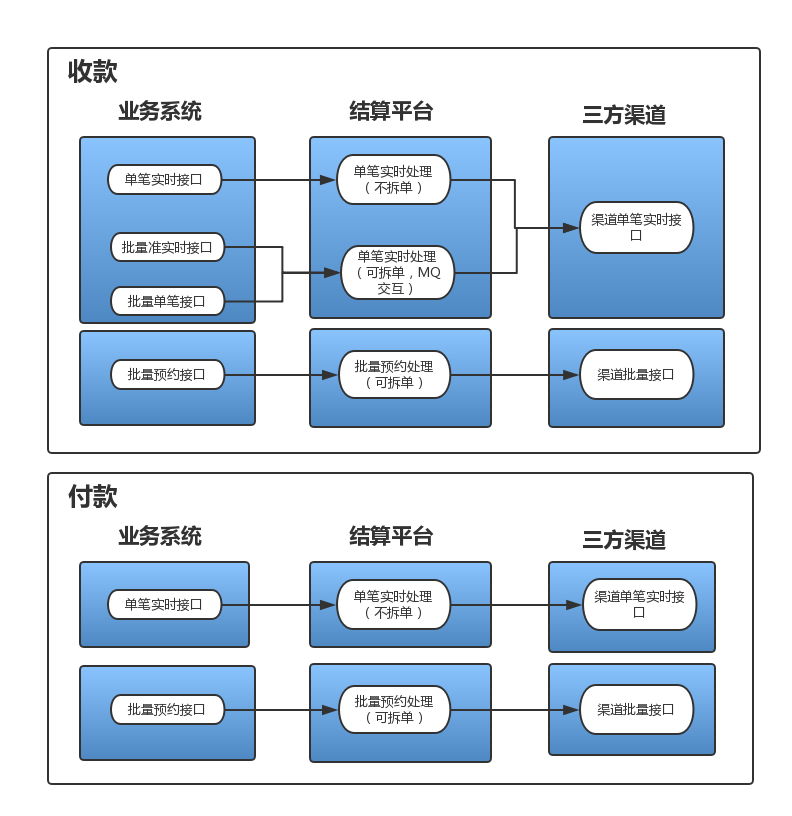 收款
业务系统
结算平台
三方渠道
单笔实时接口
单笔实时处理
（不拆单）
渠道单笔实时接
口
批量准实时接口
单笔实时处理
（可拆单，MQ
交互）
批量单笔接口
批量预约接口
批量预约处理
（可拆单）
渠道批量接口
付款
业务系统
结算平台
三方渠道
单笔实时接口
单笔实时处理
（不拆单）
渠道单笔实时接
口
批量预约接口
批量预约处理
（可拆单）
渠道批量接口